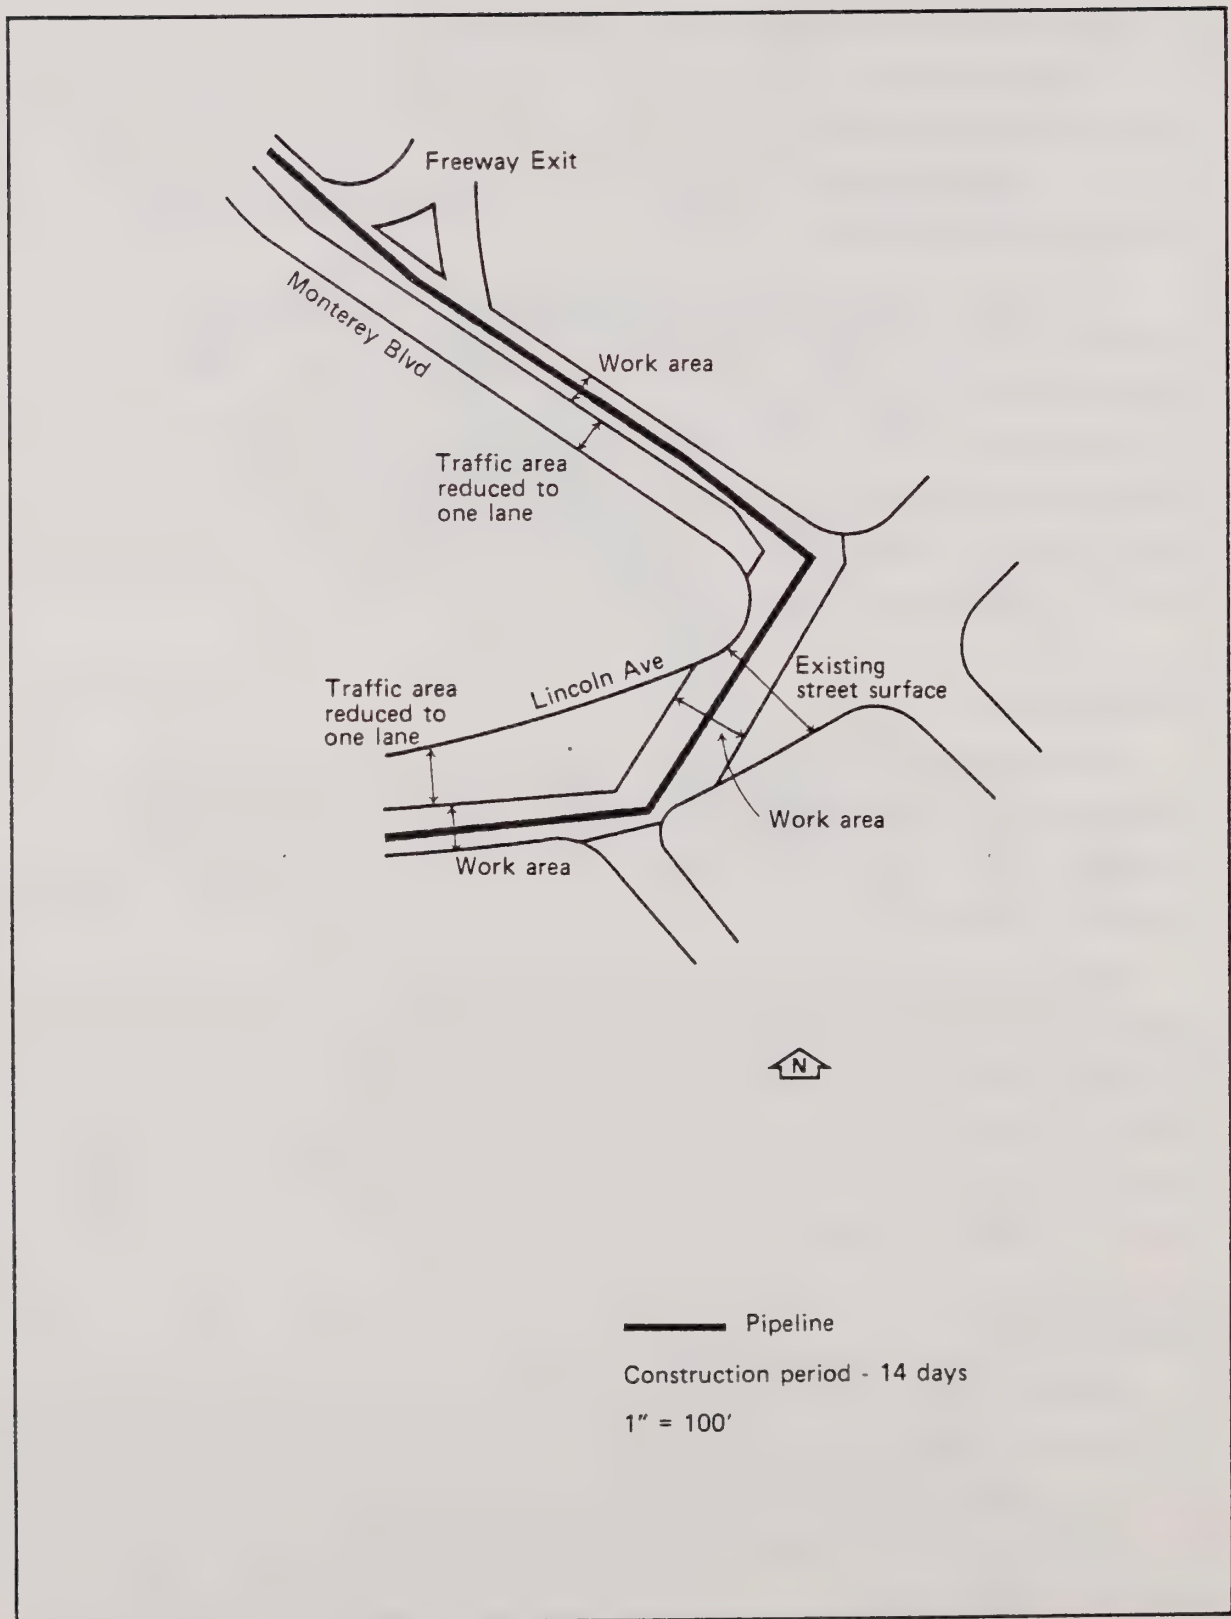 Freeway Exit
Monterey Blvd
Work area
Traffic area
reduced to
one lane
Existing
street surface
Lincoln Ave
Traffic area
reduced to
one lane
Work area
Work area
N
Pipeline
Construction period - 14 days
1" = 100'